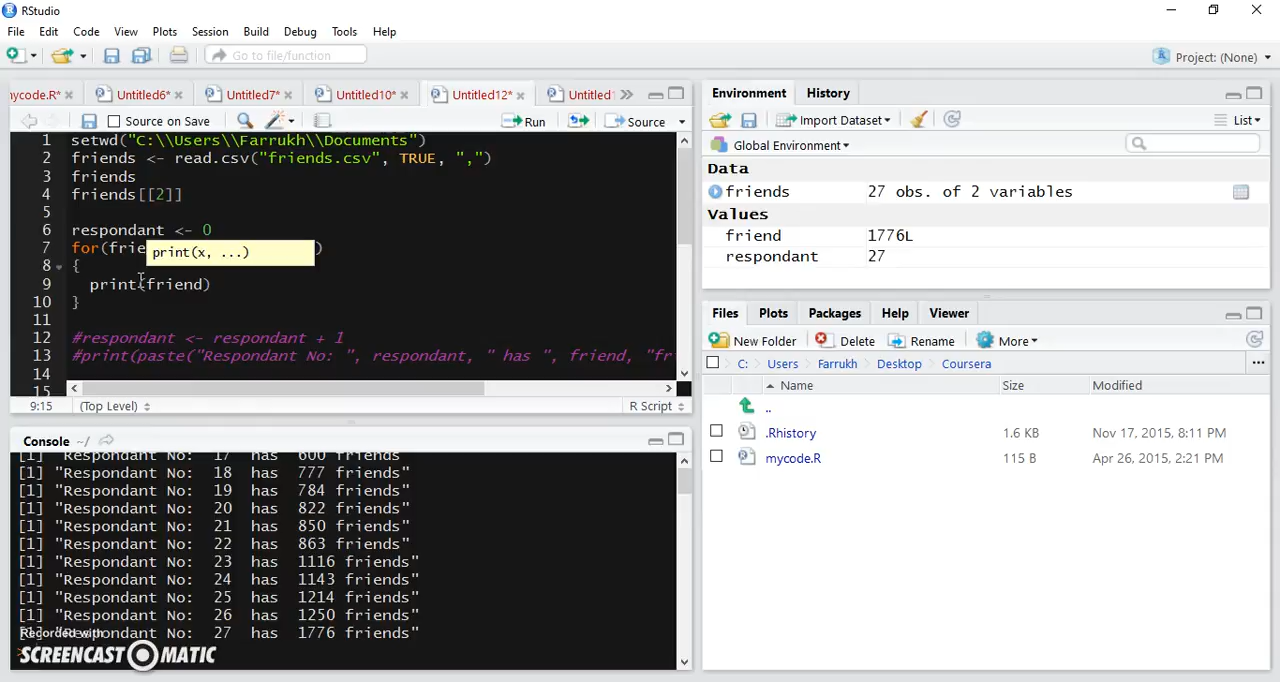 RStudio
File Edit Code View Plots Session Build Debug Tools Help
Go to file/function
Project: (None)
mycode.R* Untitled6* Untitled7* Untitled10* Untitled12* Untitled
Source on Save Run Source
1 setwd("C:\\Users\\Farrukh\\Documents")
2 friends <- read.csv("friends.csv", TRUE, ",")
3 friends
4 friends[[2]]
5
6 respondant <- 0
7 for(frie )
print(x, ...)
8 {
9 print(friend)
10 }
11
12 #respondant <- respondant + 1
13 #print(paste("Respondant No: ", respondant, " has ", friend, "fr
14
15
9:15 (Top Level) R Script
Console ~/
[1] "Respondant No: 17 has 600 friends"
[1] "Respondant No: 18 has 777 friends"
[1] "Respondant No: 19 has 784 friends"
[1] "Respondant No: 20 has 822 friends"
[1] "Respondant No: 21 has 850 friends"
[1] "Respondant No: 22 has 863 friends"
[1] "Respondant No: 23 has 1116 friends"
[1] "Respondant No: 24 has 1143 friends"
[1] "Respondant No: 25 has 1214 friends"
[1] "Respondant No: 26 has 1250 friends"
[1] "Respondant No: 27 has 1776 friends"
Recorded with
SCREENCAST MATIC
Environment History
Import Dataset List
Global Environment
Data
friends 27 obs. of 2 variables
Values
friend 1776L
respondant 27
Files Plots Packages Help Viewer
New Folder Delete Rename More
C: Users Farrukh Desktop Coursera
Name Size Modified
..
.Rhistory 1.6 KB Nov 17, 2015, 8:11 PM
mycode.R 115 B Apr 26, 2015, 2:21 PM